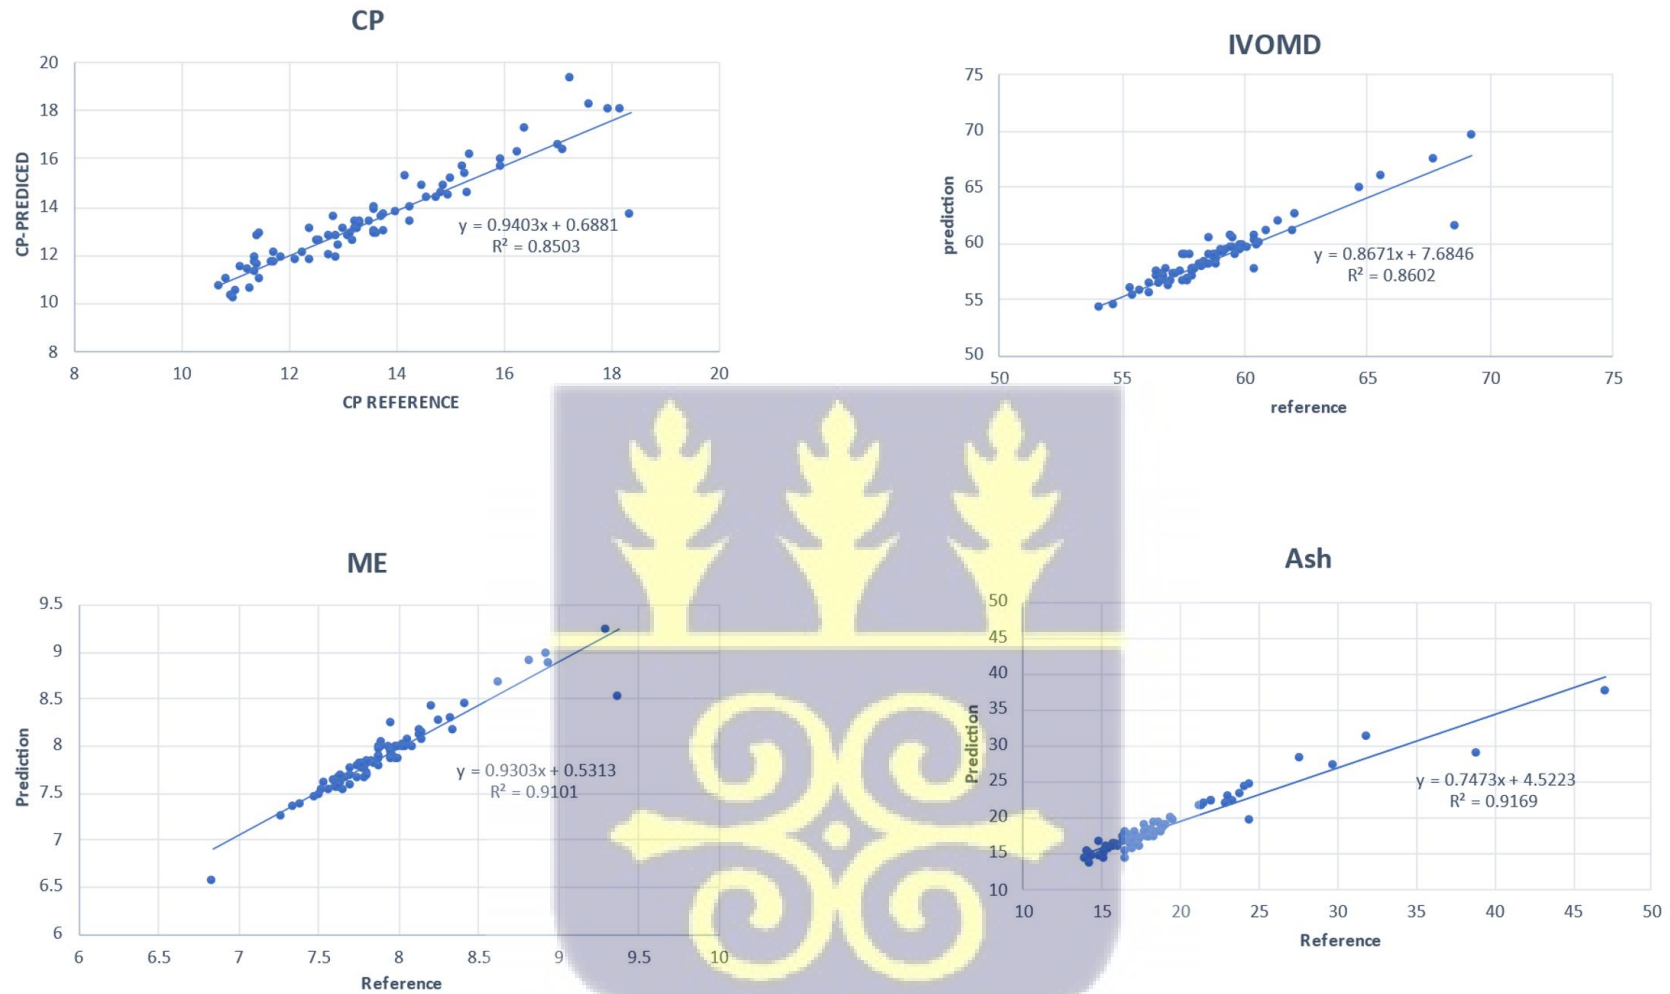 CP
20
18
16
14
12
10
8
CP-PREDICED
y = 0.9403x + 0.6881
R² = 0.8503
8 10 12 14 16 18 20
CP REFERENCE
IVOMD
75
70
65
60
55
50
prediction
y = 0.8671x + 7.6846
R² = 0.8602
50 55 60 65 70 75
reference
ME
9.5
9
8.5
8
7.5
7
6.5
6
Prediction
y = 0.9303x + 0.5313
R² = 0.9101
6 6.5 7 7.5 8 8.5 9 9.5 10
Reference
Ash
50
45
40
35
30
25
20
15
10
Prediction
y = 0.7473x + 4.5223
R² = 0.9169
10 15 20 25 30 35 40 45 50
Reference